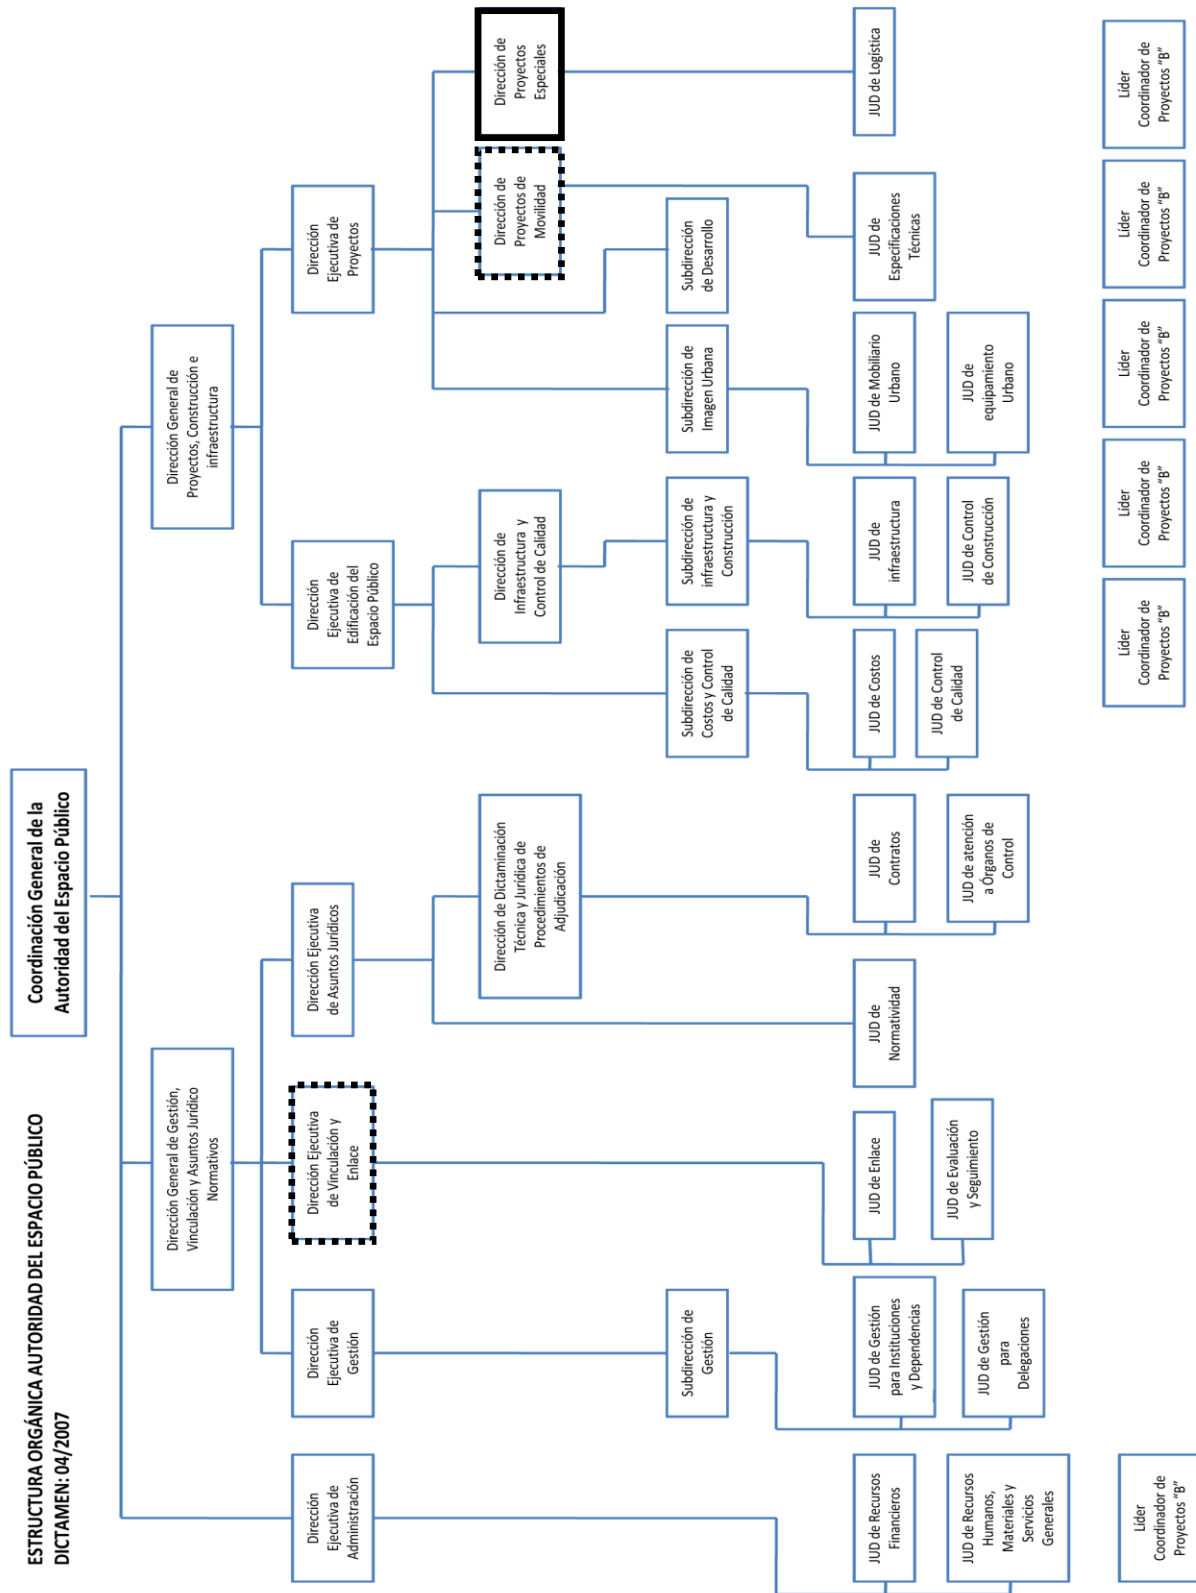 ESTRUCTURA ORGÁNICA AUTORIDAD DEL ESPACIO PÚBLICO
DICTAMEN: 04/2007
Coordinación General de la
Autoridad del Espacio Público
Dirección General de Gestión,
Vinculación y Asuntos Jurídico
Normativos
Dirección General de
Proyectos, Construcción e
infraestructura
Dirección
Ejecutiva de
Administración
Dirección
Ejecutiva de
Gestión
Dirección Ejecutiva
de Vinculación y
Enlace
Dirección Ejecutiva
de Asuntos Jurídicos
Dirección
Ejecutiva de
Edificación del
Espacio Público
Dirección
Ejecutiva de
Proyectos
Dirección de Dictaminación
Técnica y Jurídica de
Procedimientos de
Adjudicación
Dirección de
Infraestructura y
Control de Calidad
Dirección de
Proyectos de
Movilidad
Dirección de
Proyectos
Especiales
Subdirección de
Gestión
Subdirección de
Costos y Control
de Calidad
Subdirección de
infraestructura y
Construcción
Subdirección de
Imagen Urbana
Subdirección
de Desarrollo
JUD de Recursos
Financieros
JUD de Gestión
para Instituciones
y Dependencias
JUD de Enlace
JUD de
Normatividad
JUD de
Contratos
JUD de Costos
JUD de
infraestructura
JUD de Mobiliario
Urbano
JUD de
Especificaciones
Técnicas
JUD de Logística
JUD de Recursos
Humanos,
Materiales y
Servicios
Generales
JUD de Gestión
para
Delegaciones
JUD de Evaluación
y Seguimiento
JUD de atención
a Órganos de
Control
JUD de Control
de Calidad
JUD de Control
de Construcción
JUD de
equipamiento
Urbano
Líder
Coordinador de
Proyectos "B"
Líder
Coordinador de
Proyectos "B"
Líder
Coordinador de
Proyectos "B"
Líder
Coordinador de
Proyectos "B"
Líder
Coordinador de
Proyectos "B"
Líder
Coordinador de
Proyectos "B"